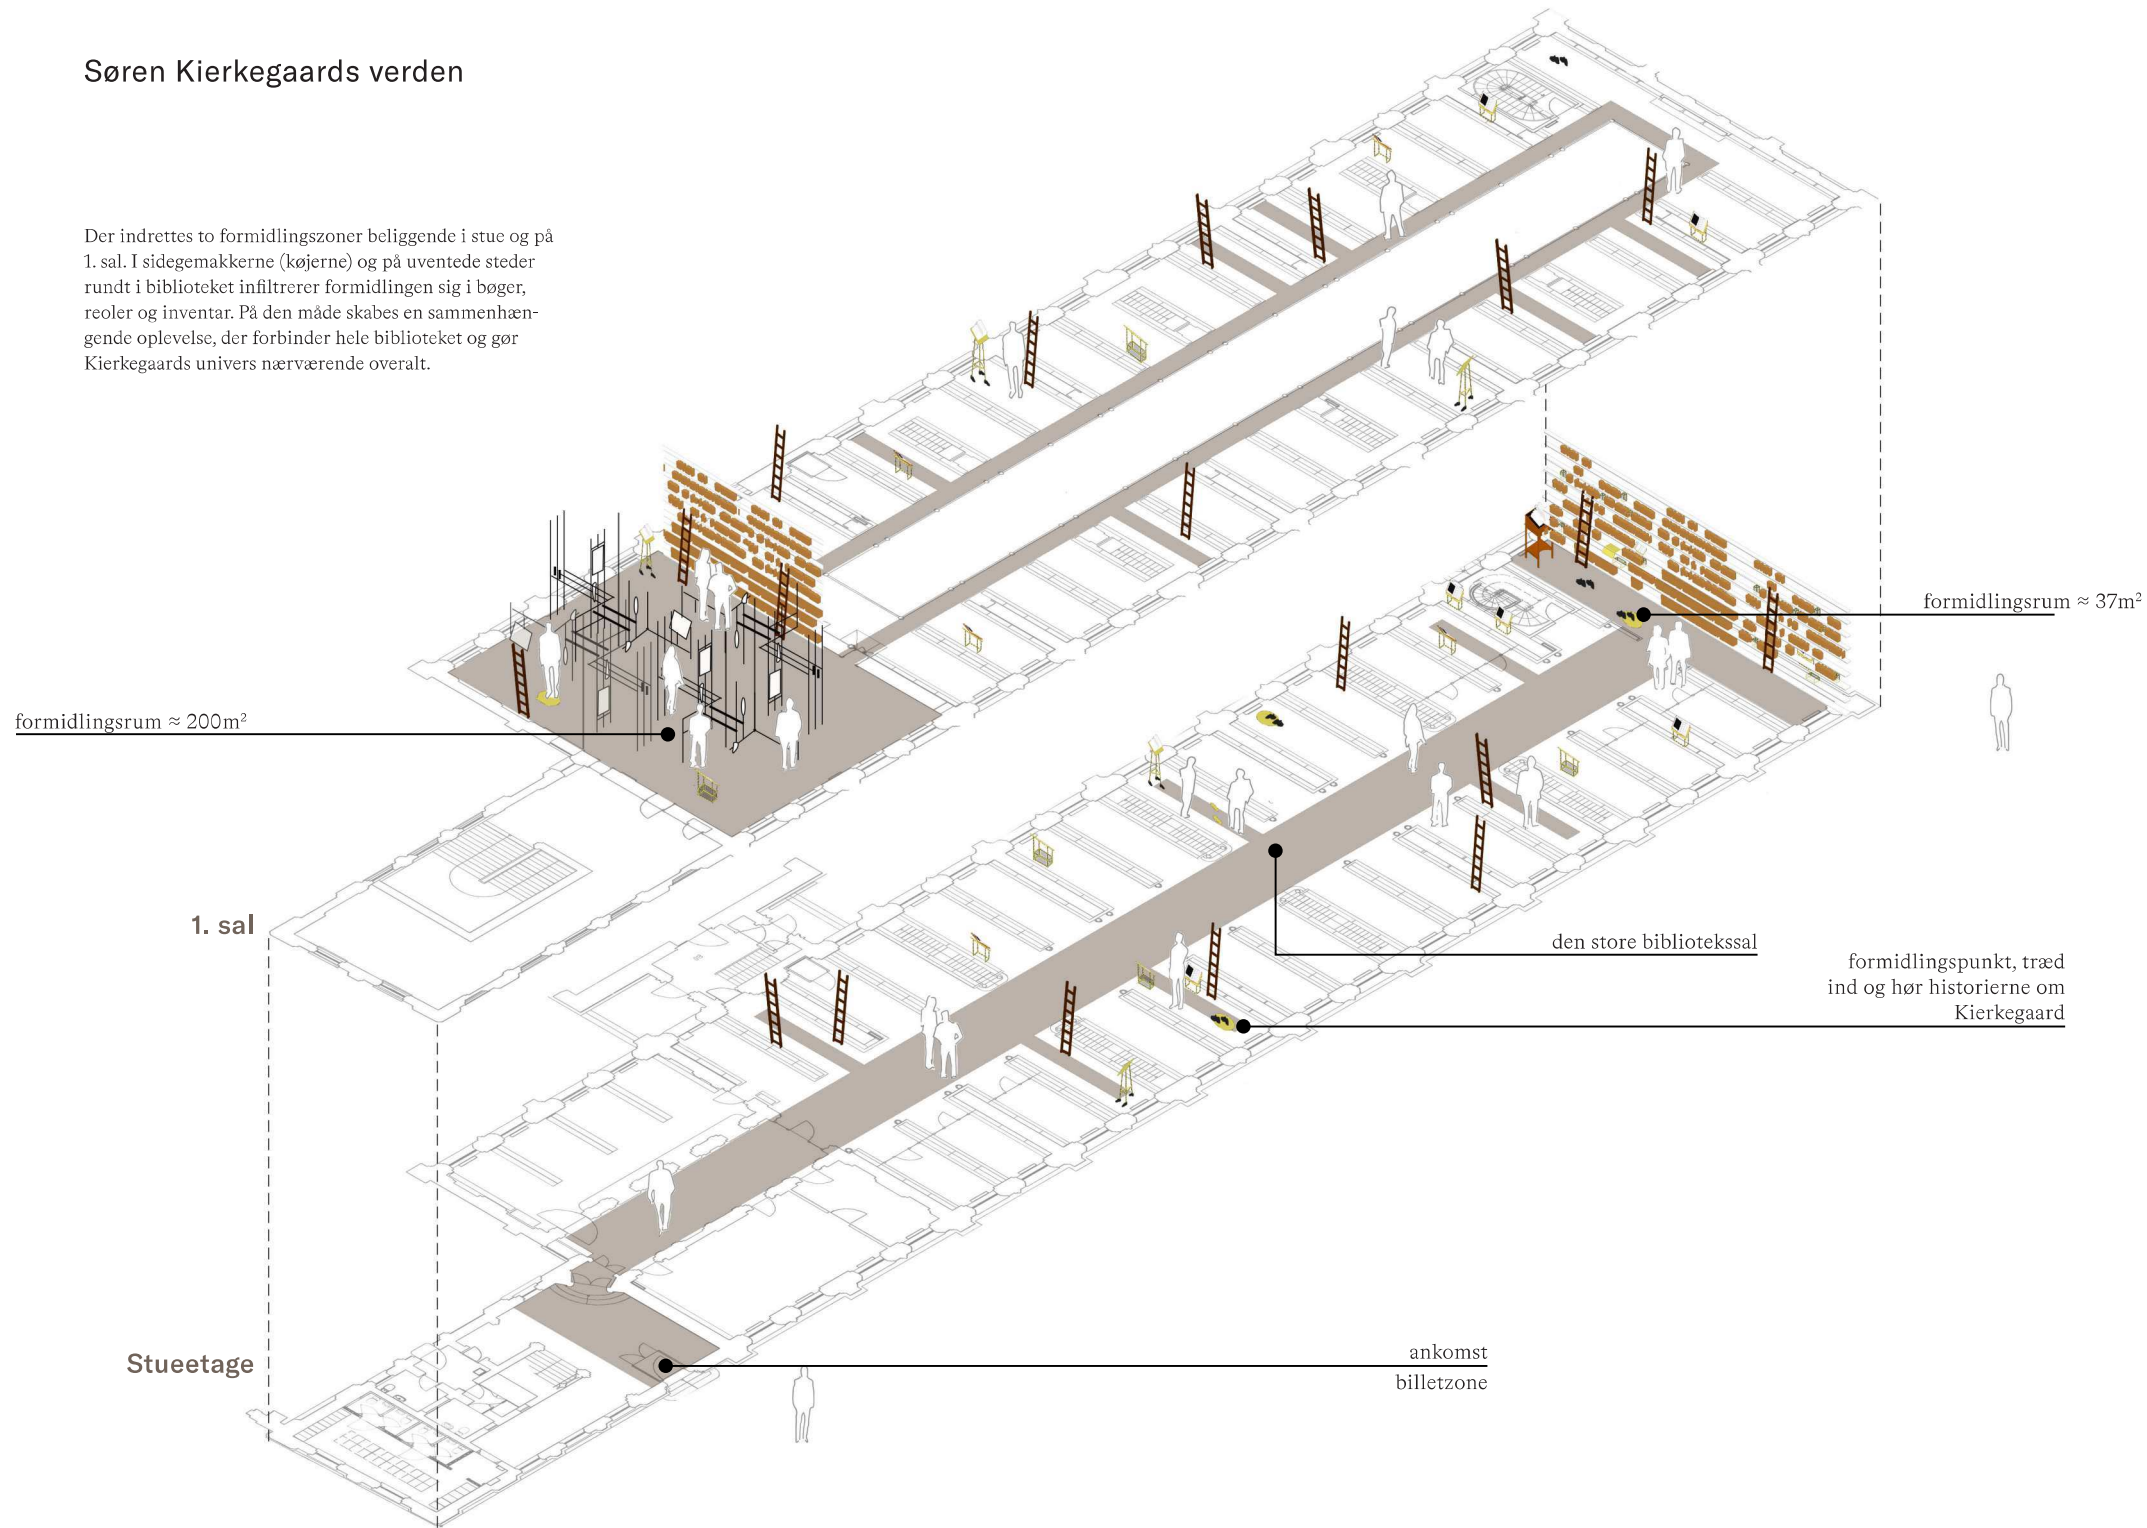 Søren Kierkegaards verden
Der indrettes to formidlingszoner beliggende i stue og på
1. sal. I sidegemakkerne (køjerne) og på uventede steder
rundt i biblioteket infiltrerer formidlingen sig i bøger,
reoler og inventar. På den måde skabes en sammenhæn-
gende oplevelse, der forbinder hele biblioteket og gør
Kierkegaards univers nærværende overalt.
formidlingsrum ≈ 37m²
formidlingsrum ≈ 200m²
1. sal
den store bibliotekssal
formidlingspunkt, træd
ind og hør historierne om
Kierkegaard
Stueetage
ankomst
billetzone